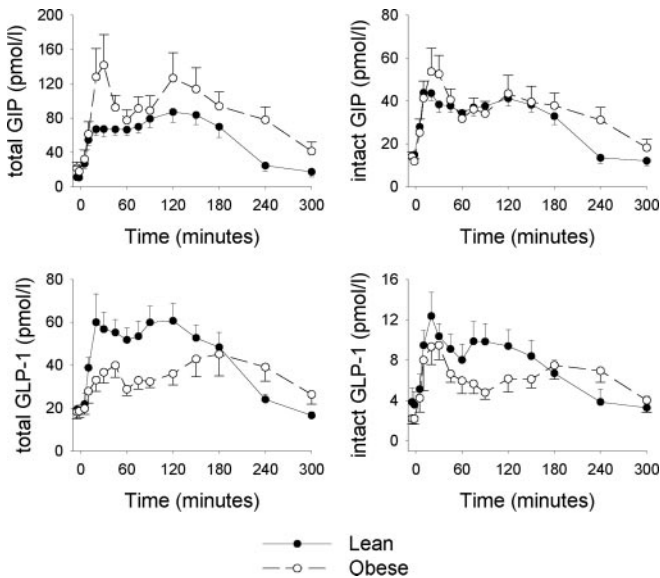 200
160
120
80
40
0
total GIP (pmol/l)
0 60 120 180 240 300
Time (minutes)
80
60
40
20
0
intact GIP (pmol/l)
0 60 120 180 240 300
Time (minutes)
80
60
40
20
0
total GLP-1 (pmol/l)
0 60 120 180 240 300
Time (minutes)
16
12
8
4
0
intact GLP-1 (pmol/l)
0 60 120 180 240 300
Time (minutes)
Lean
Obese